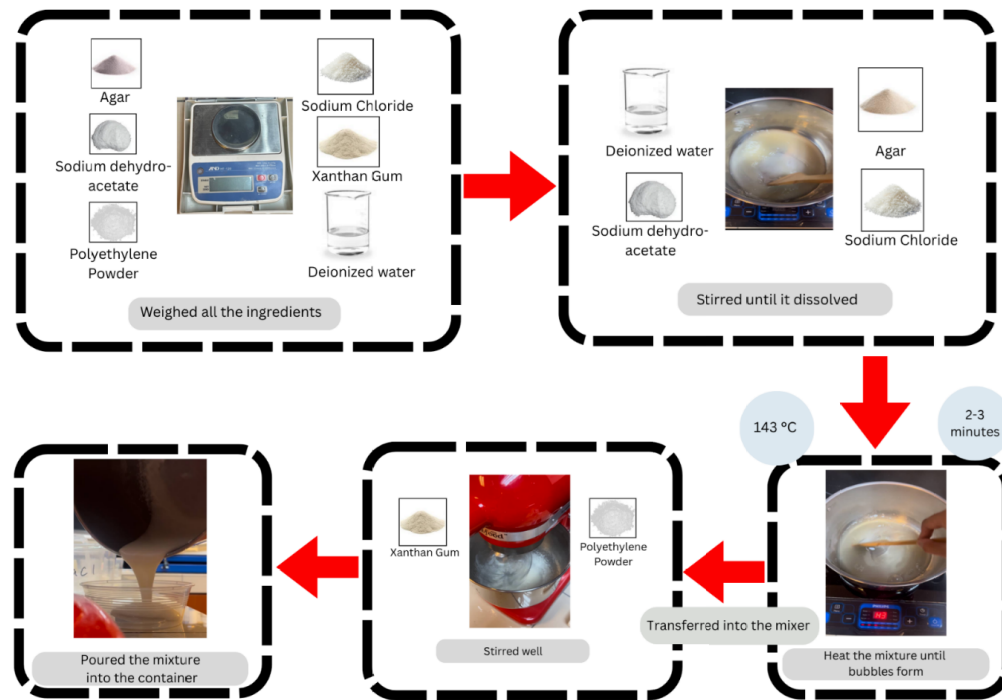 Agar
Sodium Chloride
Sodium dehydro-
acetate
Xanthan Gum
Polyethylene
Powder
Deionized water
Weighed all the ingredients
Deionized water
Agar
Sodium dehydro-
acetate
Sodium Chloride
Stirred until it dissolved
143 °C
2-3
minutes
PHILIPS
143
Heat the mixture until
bubbles form
Transferred into the mixer
Xanthan Gum
Polyethylene
Powder
Stirred well
Poured the mixture
into the container